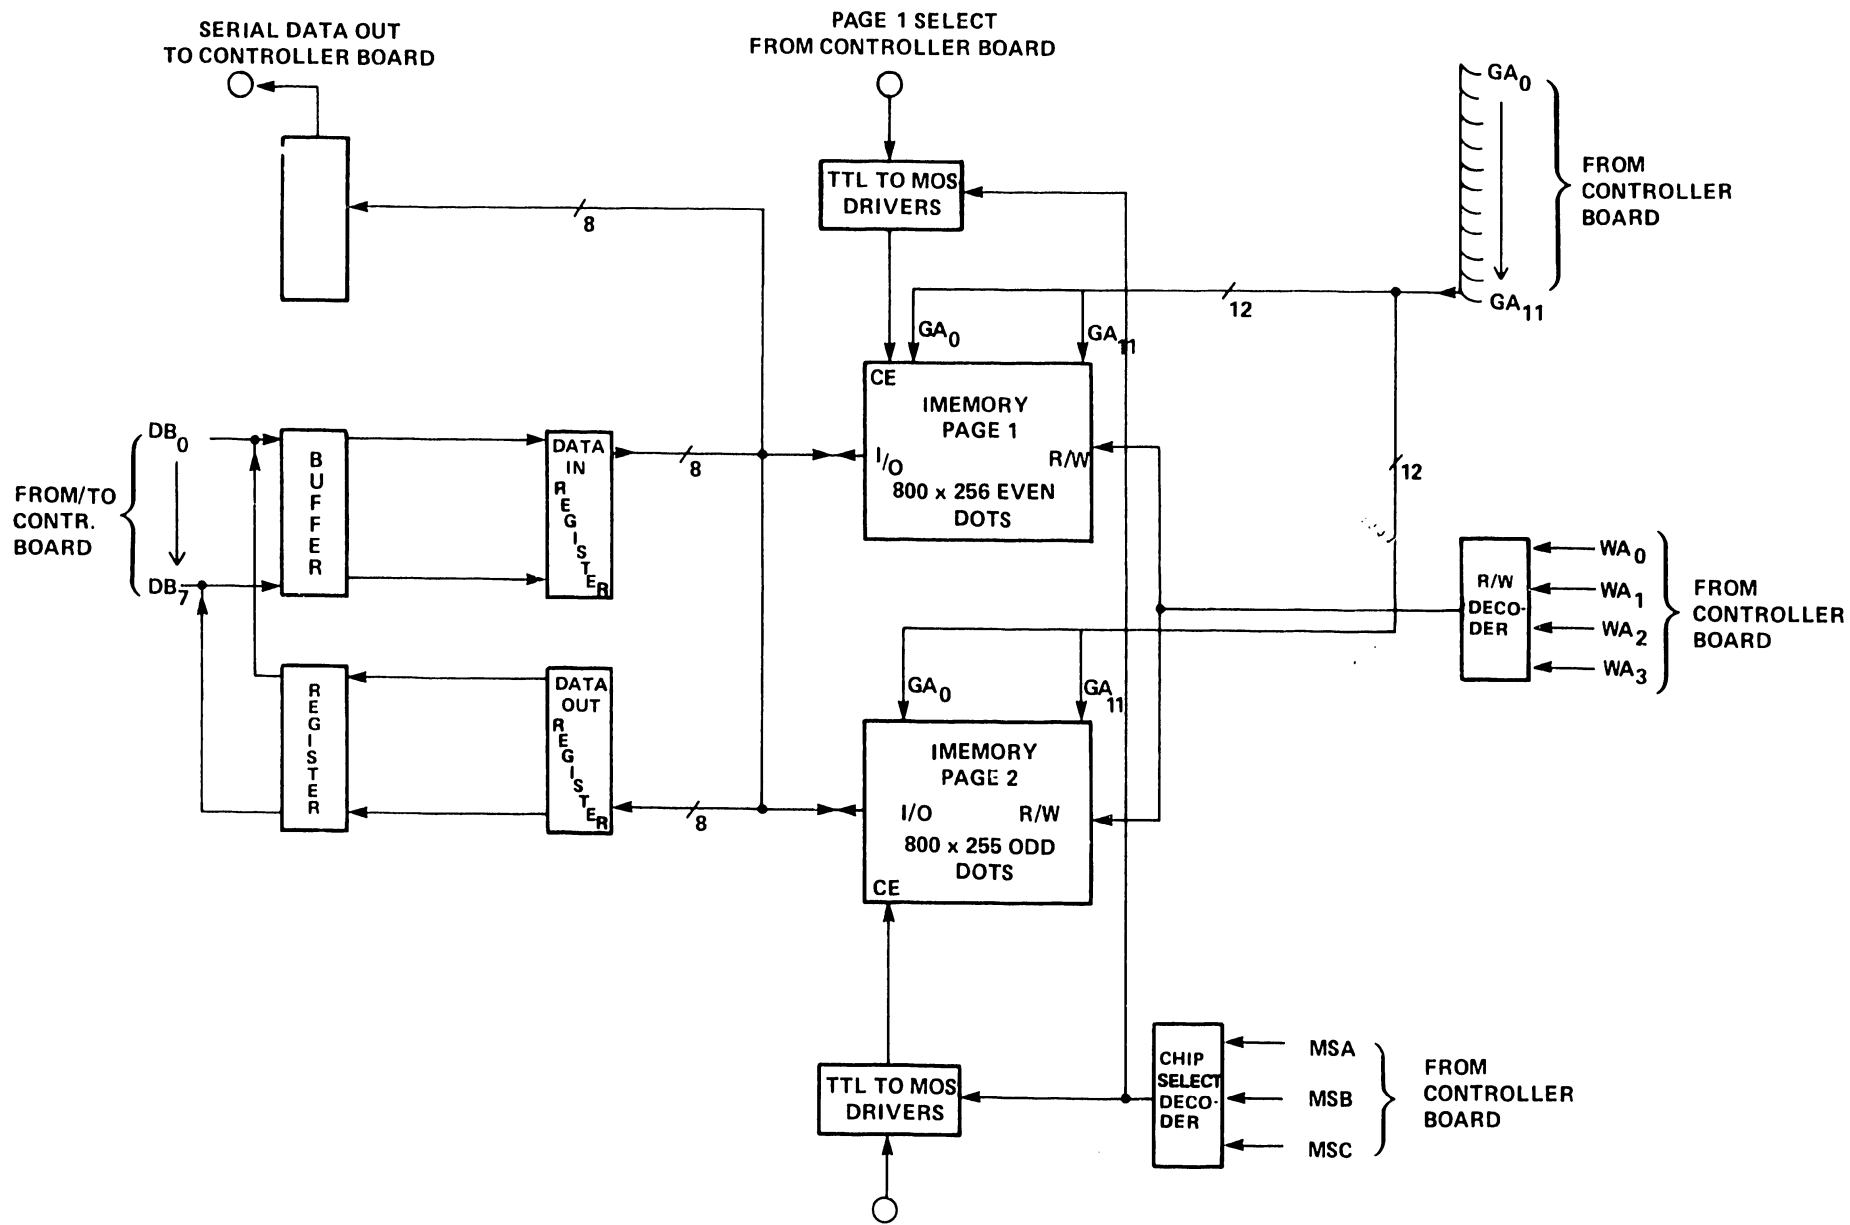 SERIAL DATA OUT
TO CONTROLLER BOARD
PAGE 1 SELECT
FROM CONTROLLER BOARD
TTL TO MOS
DRIVERS
8
GA0
GA11
FROM
CONTROLLER
BOARD
12
GA0
GA11
CE
IMEMORY
PAGE 1
I/O
R/W
800 x 256 EVEN
DOTS
12
FROM/TO
CONTR.
BOARD
DB0
DB7
BUFFER
DATA
IN
REGISTER
8
R/W
DECO-
DER
WA0
WA1
WA2
WA3
FROM
CONTROLLER
BOARD
REGISTER
DATA
OUT
REGISTER
8
GA0
GA11
IMEMORY
PAGE 2
I/O
R/W
800 x 255 ODD
DOTS
CE
TTL TO MOS
DRIVERS
CHIP
SELECT
DECO-
DER
MSA
MSB
MSC
FROM
CONTROLLER
BOARD